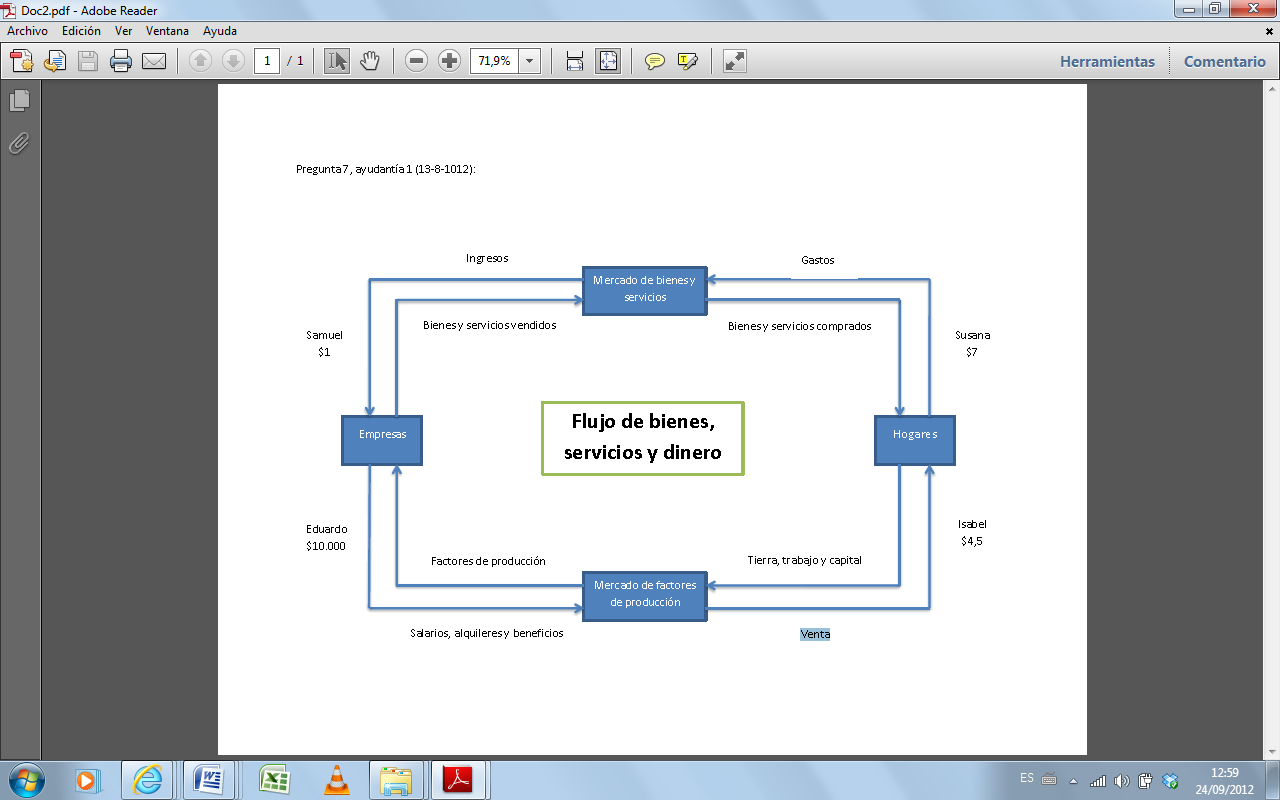 Doc2.pdf - Adobe Reader
Archivo Edición Ver Ventana Ayuda
1 / 1 71,9% Herramientas Comentario
Pregunta 7, ayudantía 1 (13-8-1012):
Ingresos
Gastos
Mercado de bienes y
servicios
Bienes y servicios vendidos
Bienes y servicios comprados
Samuel
$1
Susana
$7
Flujo de bienes,
servicios y dinero
Empresas
Hogares
Eduardo
$10.000
Isabel
$4,5
Factores de producción
Tierra, trabajo y capital
Mercado de factores
de producción
Salarios, alquileres y beneficios
Venta
ES
12:59
24/09/2012